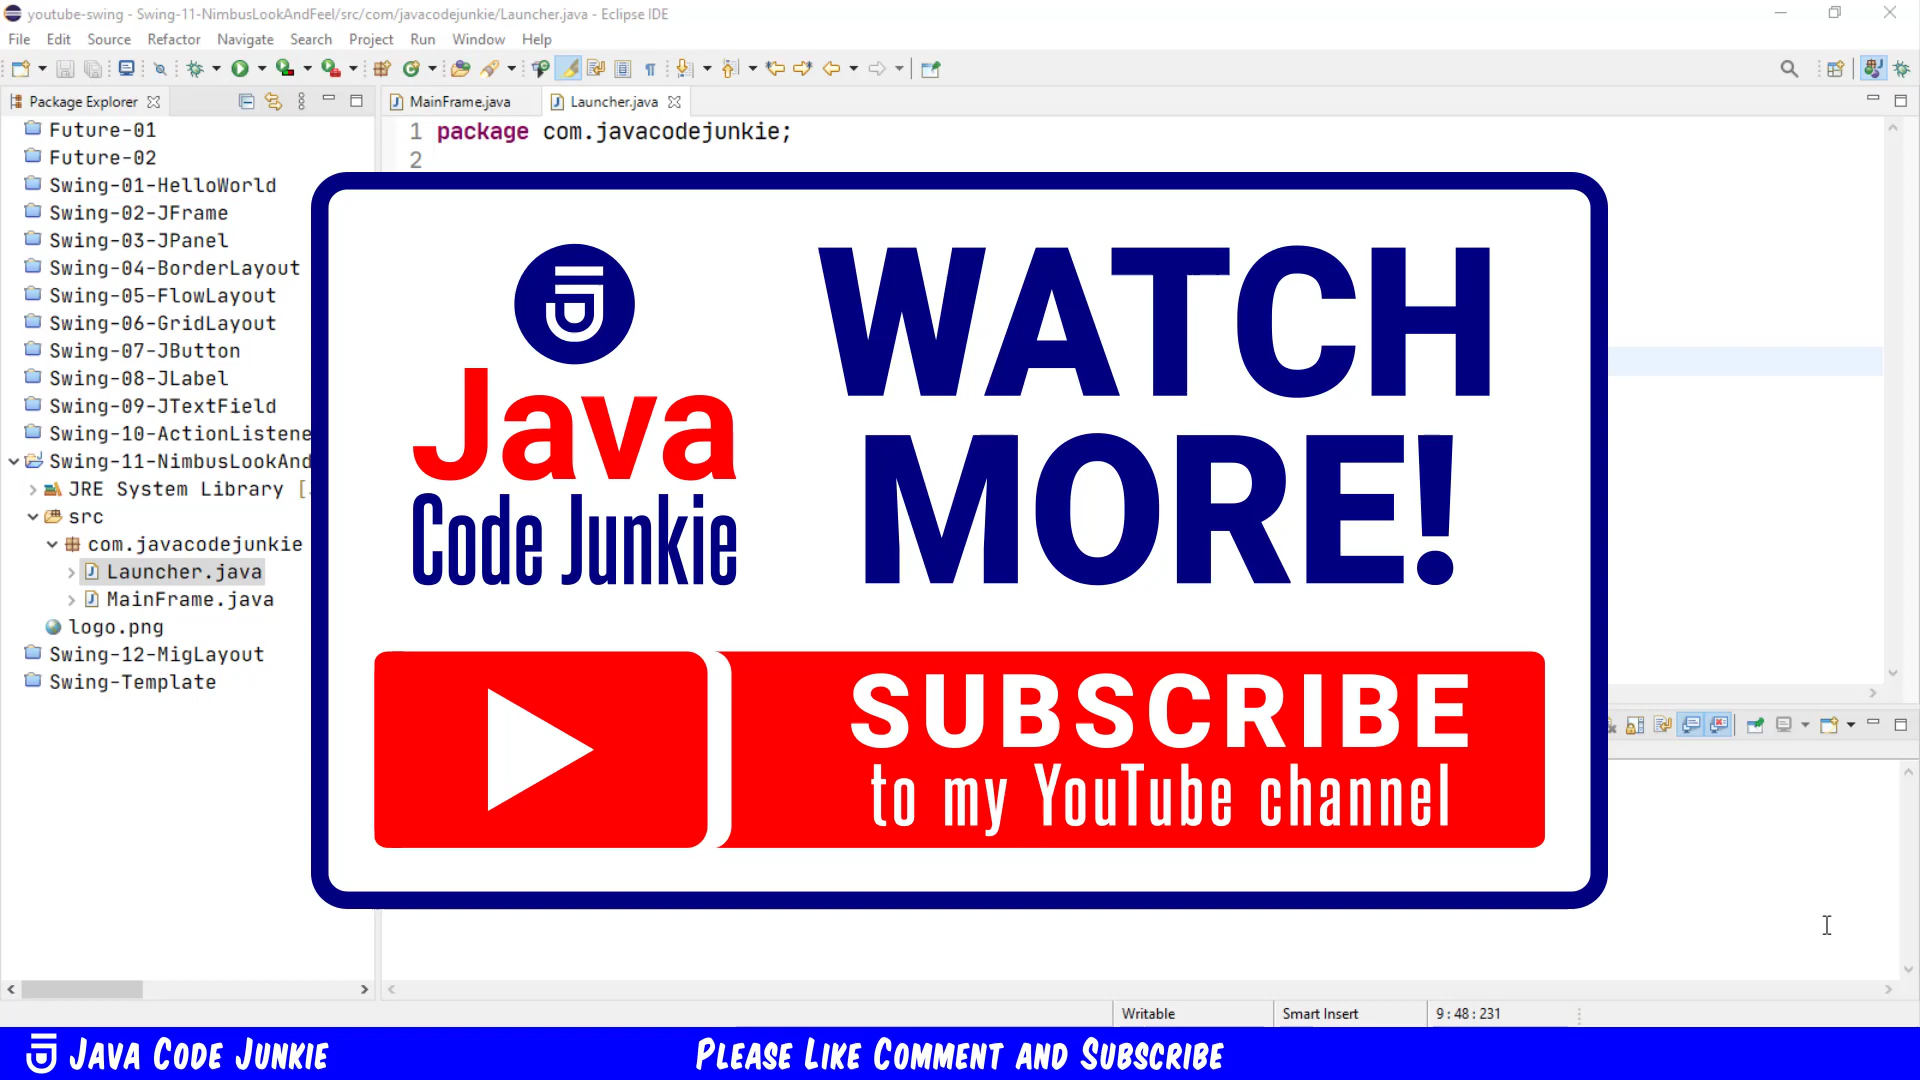 youtube-swing - Swing-11-NimbusLookAndFeel/src/com/javacodejunkie/Launcher.java - Eclipse IDE
File Edit Source Refactor Navigate Search Project Run Window Help
Package Explorer
MainFrame.java
Launcher.java
1 package com.javacodejunkie;
2
Future-01
Future-02
Swing-01-HelloWorld
Swing-02-JFrame
Swing-03-JPanel
Swing-04-BorderLayout
Swing-05-FlowLayout
Swing-06-GridLayout
Swing-07-JButton
Swing-08-JLabel
Swing-09-JTextField
Swing-10-ActionListene
Swing-11-NimbusLookAnd
JRE System Library [
src
com.javacodejunkie
Launcher.java
MainFrame.java
logo.png
Swing-12-MigLayout
Swing-Template
Java
Code Junkie
WATCH
MORE!
SUBSCRIBE
to my YouTube channel
Writable
Smart Insert
9 : 48 : 231
JAVA CODE JUNKIE
PLEASE LIKE COMMENT AND SUBSCRIBE